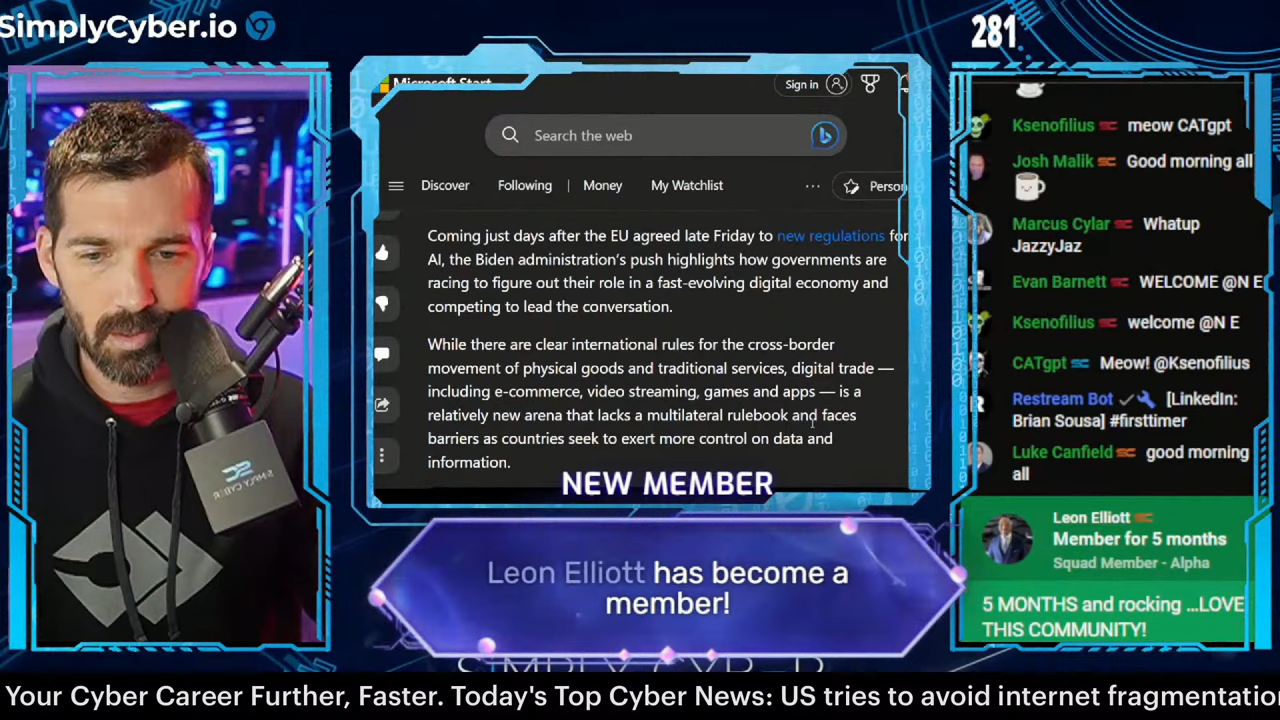 SimplyCyber.io
281
Microsoft Start
Sign in
Search the web
Discover Following | Money My Watchlist ... Person
Coming just days after the EU agreed late Friday to new regulations for
AI, the Biden administration's push highlights how governments are
racing to figure out their role in a fast-evolving digital economy and
competing to lead the conversation.
While there are clear international rules for the cross-border
movement of physical goods and traditional services, digital trade —
including e-commerce, video streaming, games and apps — is a
relatively new arena that lacks a multilateral rulebook and faces
barriers as countries seek to exert more control on data and
information.
NEW MEMBER
Leon Elliott has become a
member!
SIMPLY CYBER
SIMPLY CYBER
Ksenofilius meow CATgpt
Josh Malik Good morning all
Marcus Cylar Whatup
JazzyJaz
Evan Barnett WELCOME @N E
Ksenofilius welcome @N E
CATgpt Meow! @Ksenofilius
Restream Bot [LinkedIn:
Brian Sousa] #firsttimer
Luke Canfield good morning
all
Leon Elliott
Member for 5 months
Squad Member - Alpha
5 MONTHS and rocking ...LOVE
THIS COMMUNITY!
Your Cyber Career Further, Faster. Today's Top Cyber News: US tries to avoid internet fragmentatio